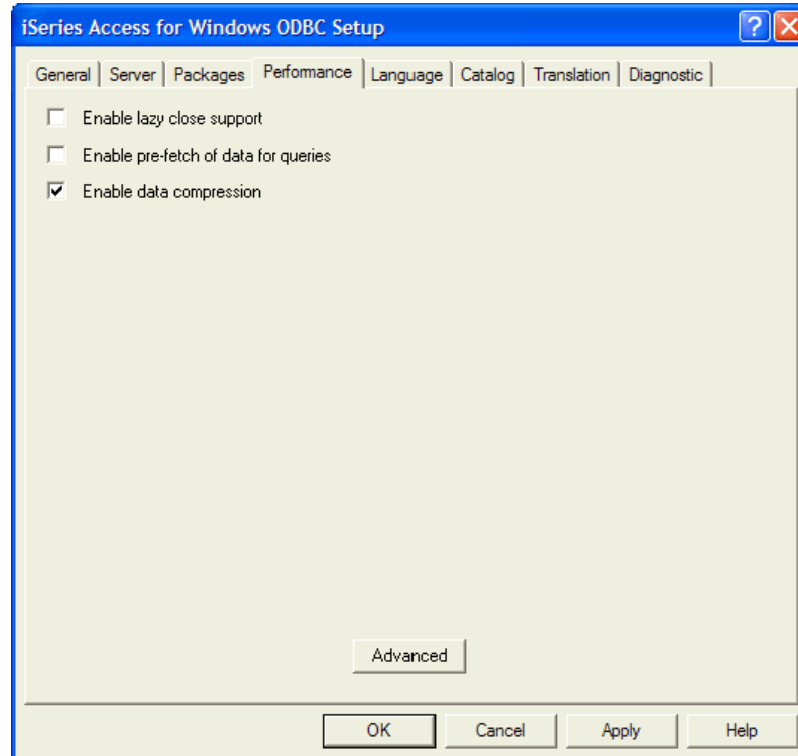 iSeries Access for Windows ODBC Setup
General Server Packages Performance Language Catalog Translation Diagnostic
Enable lazy close support
Enable pre-fetch of data for queries
Enable data compression
Advanced
OK Cancel Apply Help